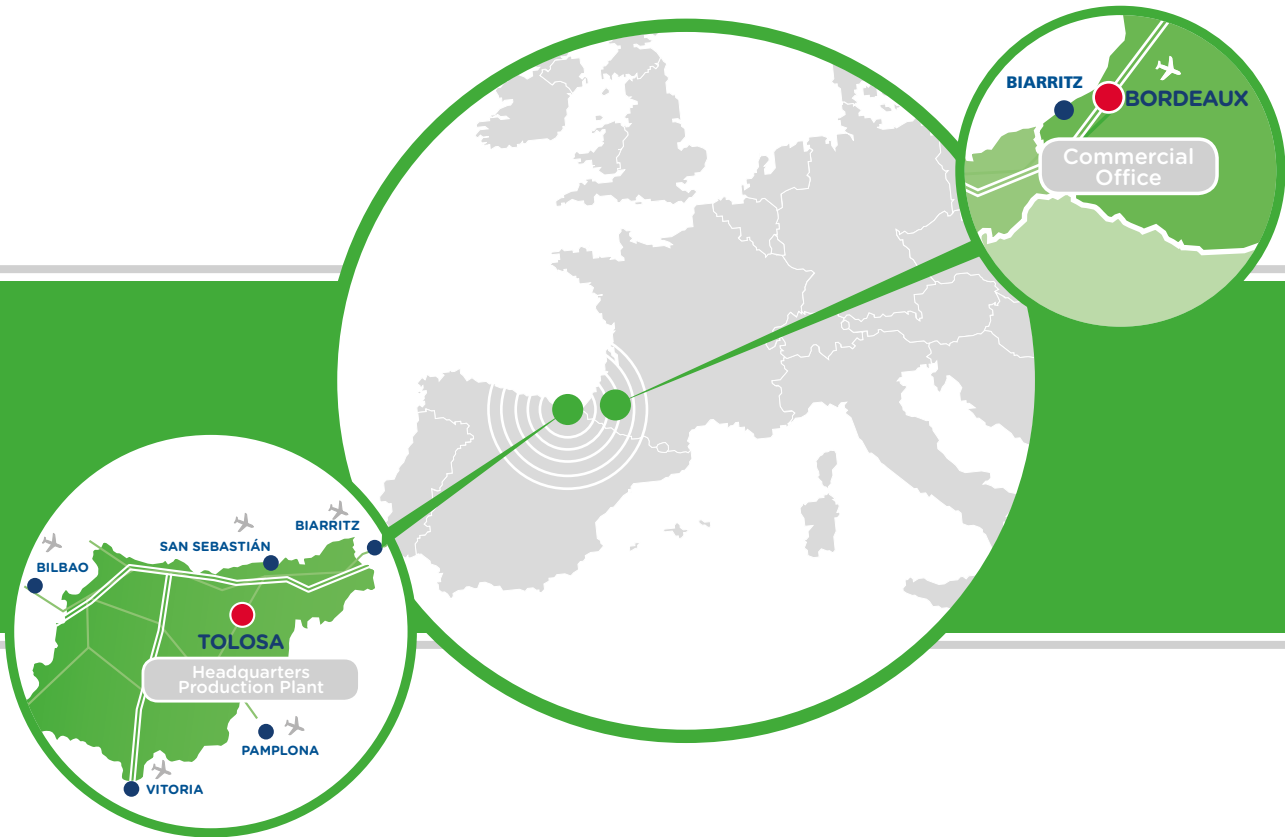 BIARRITZ
BORDEAUX
Commercial
Office
BIARRITZ
SAN SEBASTIÁN
BILBAO
TOLOSA
Headquarters
Production Plant
PAMPLONA
VITORIA